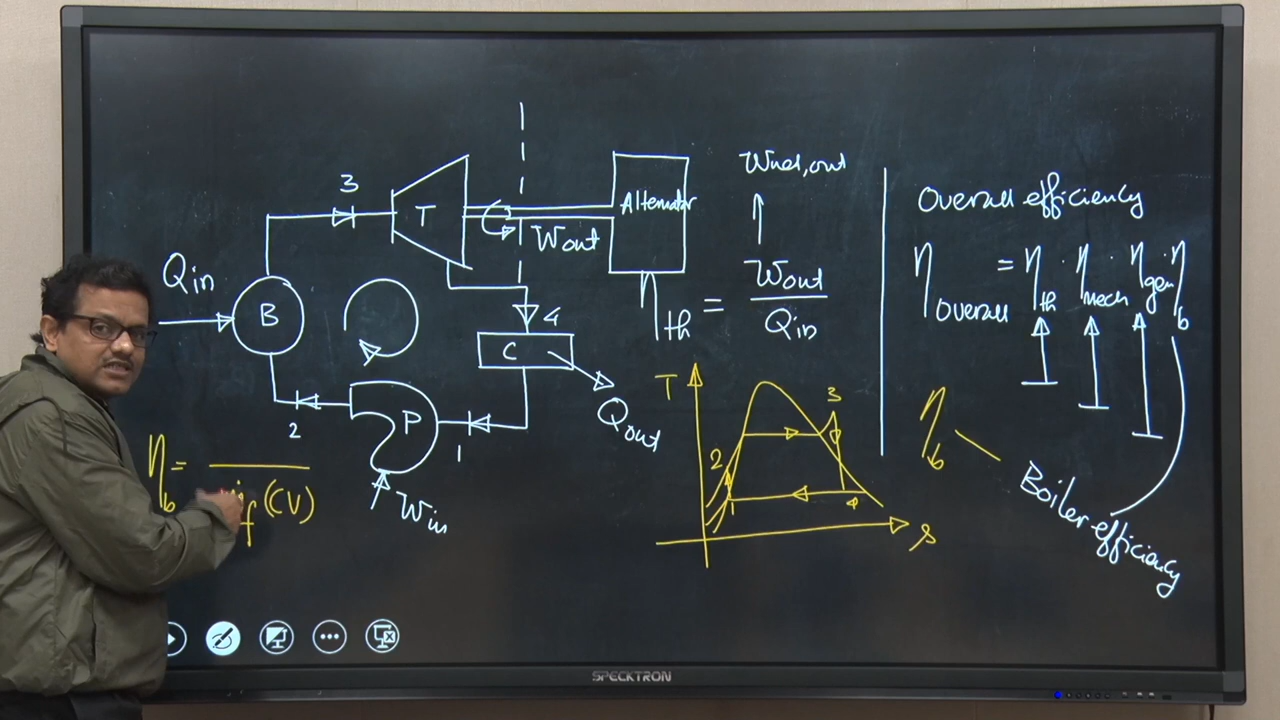 3
T
Alternator
Wout
Qin
B
4
C
Qout
P
2
1
Win
ηb = ṁf (CV)
Wnet,out
ηth = Wout / Qin
T
3
2
1
4
s
Overall efficiency
ηoverall = ηth · ηmech · ηgen · ηb
ηb
Boiler efficiency
SPECKTRON